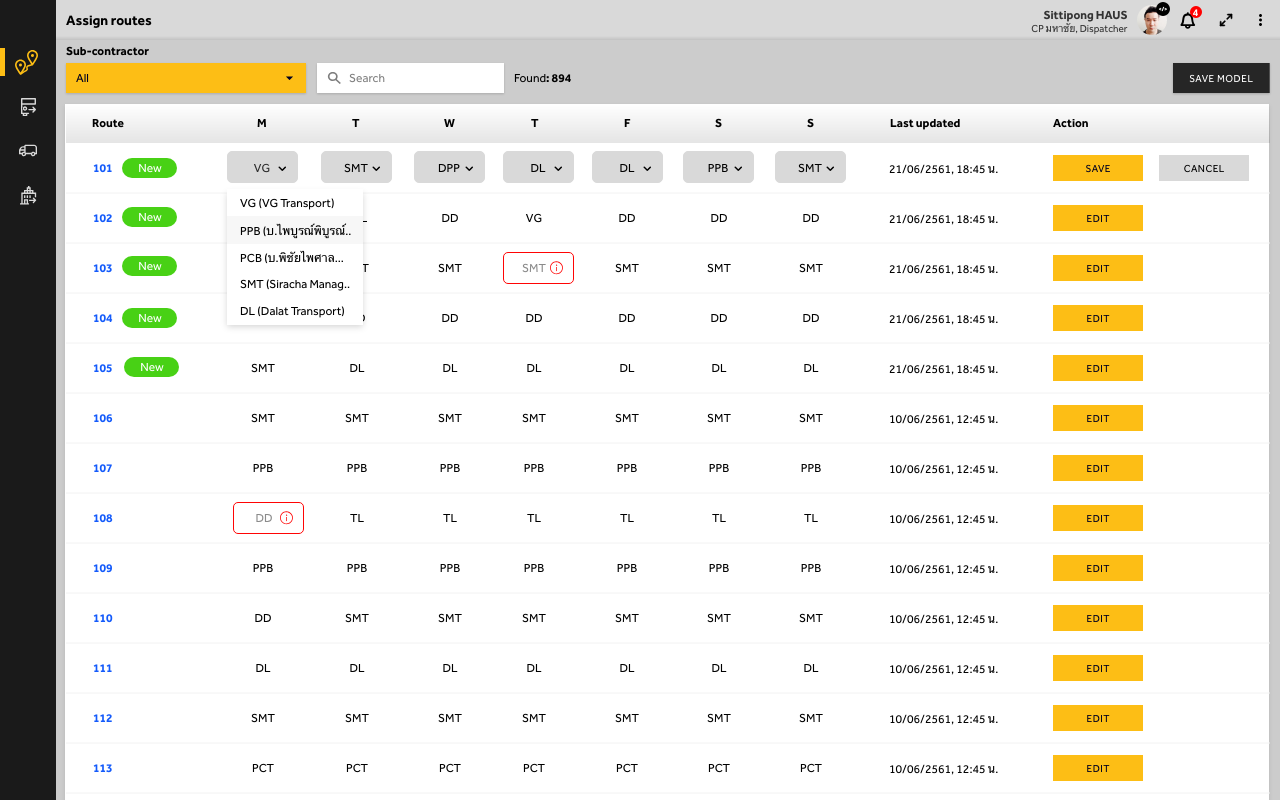 Assign routes
Sittipong HAUS
CP มหาชัย, Dispatcher
4
Sub-contractor
All
Search
Found: 894
SAVE MODEL
Route M T W T F S S Last updated Action
101 New VG SMT DPP DL DL PPB SMT 21/06/2561, 18:45 น. SAVE CANCEL
VG (VG Transport)
PPB (บ.ไพบูรณ์พิบูรณ์..
PCB (บ.พิชัยไพศาล...
SMT (Siracha Manag..
DL (Dalat Transport)
102 New DD VG DD DD DD 21/06/2561, 18:45 น. EDIT
103 New SMT SMT SMT SMT SMT 21/06/2561, 18:45 น. EDIT
104 New DD DD DD DD DD 21/06/2561, 18:45 น. EDIT
105 New SMT DL DL DL DL DL DL 21/06/2561, 18:45 น. EDIT
106 SMT SMT SMT SMT SMT SMT SMT 10/06/2561, 12:45 น. EDIT
107 PPB PPB PPB PPB PPB PPB PPB 10/06/2561, 12:45 น. EDIT
108 DD TL TL TL TL TL TL 10/06/2561, 12:45 น. EDIT
109 PPB PPB PPB PPB PPB PPB PPB 10/06/2561, 12:45 น. EDIT
110 DD SMT SMT SMT SMT SMT SMT 10/06/2561, 12:45 น. EDIT
111 DL DL DL DL DL DL DL 10/06/2561, 12:45 น. EDIT
112 SMT SMT SMT SMT SMT SMT SMT 10/06/2561, 12:45 น. EDIT
113 PCT PCT PCT PCT PCT PCT PCT 10/06/2561, 12:45 น. EDIT